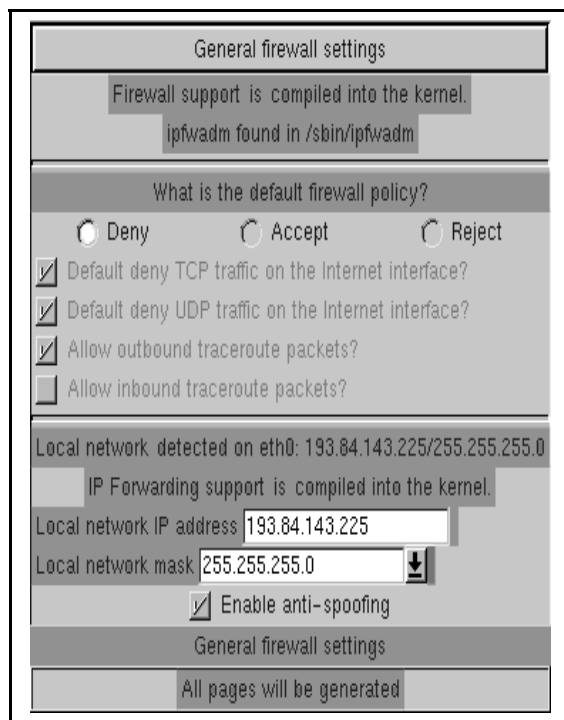 General firewall settings
Firewall support is compiled into the kernel.
ipfwadm found in /sbin/ipfwadm
What is the default firewall policy?
Deny Accept Reject
Default deny TCP traffic on the Internet interface?
Default deny UDP traffic on the Internet interface?
Allow outbound traceroute packets?
Allow inbound traceroute packets?
Local network detected on eth0: 193.84.143.225/255.255.255.0
IP Forwarding support is compiled into the kernel.
Local network IP address 193.84.143.225
Local network mask 255.255.255.0
Enable anti-spoofing
General firewall settings
All pages will be generated